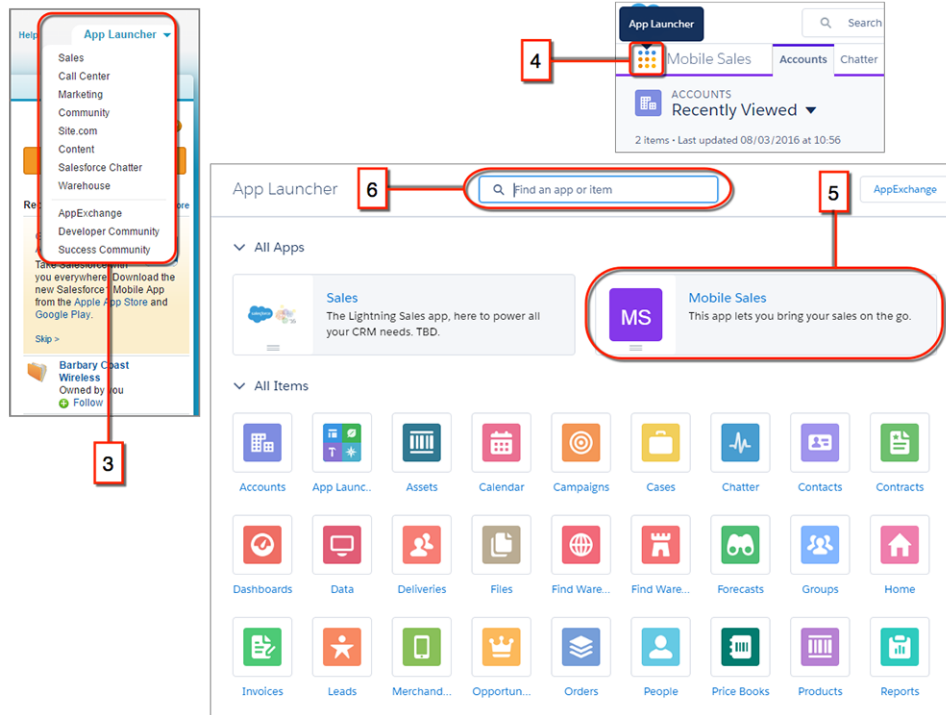 Help
App Launcher
Sales
Call Center
Marketing
Community
Site.com
Content
Salesforce Chatter
Warehouse
AppExchange
Developer Community
Success Community
Take Salesforce with
you everywhere. Download the
new Salesforce Mobile App
from the Apple App Store and
Google Play.
Skip >
Barbary Coast
Wireless
Owned by you
Follow
3
App Launcher
Search
4
Mobile Sales
Accounts
Chatter
ACCOUNTS
Recently Viewed
2 items • Last updated 08/03/2016 at 10:56
App Launcher
6
Find an app or item
5
AppExchange
All Apps
Sales
The Lightning Sales app, here to power all
your CRM needs. TBD.
MS
Mobile Sales
This app lets you bring your sales on the go.
All Items
Accounts
App Launc..
Assets
Calendar
Campaigns
Cases
Chatter
Contacts
Contracts
Dashboards
Data
Deliveries
Files
Find Ware...
Find Ware...
Forecasts
Groups
Home
Invoices
Leads
Merchand...
Opportun...
Orders
People
Price Books
Products
Reports